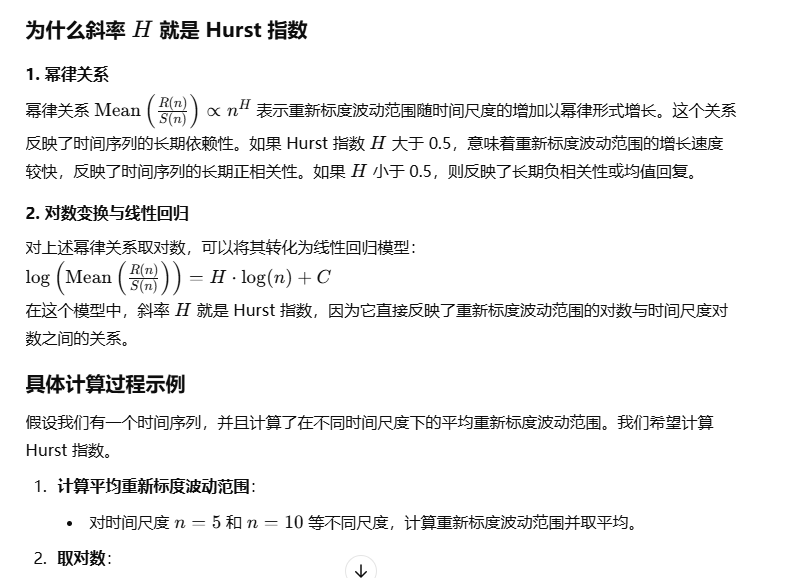 为什么斜率 H 就是 Hurst 指数
1. 幂律关系
幂律关系 Mean (R(n)/S(n)) ∝ n^H 表示重新标度波动范围随时间尺度的增加以幂律形式增长。这个关系
反映了时间序列的长期依赖性。如果 Hurst 指数 H 大于 0.5，意味着重新标度波动范围的增长速度
较快，反映了时间序列的长期正相关性。如果 H 小于 0.5，则反映了长期负相关性或均值回复。
2. 对数变换与线性回归
对上述幂律关系取对数，可以将其转化为线性回归模型：
log (Mean (R(n)/S(n))) = H · log(n) + C
在这个模型中，斜率 H 就是 Hurst 指数，因为它直接反映了重新标度波动范围的对数与时间尺度对
数之间的关系。
具体计算过程示例
假设我们有一个时间序列，并且计算了在不同时间尺度下的平均重新标度波动范围。我们希望计算
Hurst 指数。
1. 计算平均重新标度波动范围：
• 对时间尺度 n = 5 和 n = 10 等不同尺度，计算重新标度波动范围并取平均。
2. 取对数：